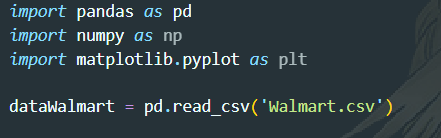 import pandas as pd
import numpy as np
import matplotlib.pyplot as plt
dataWalmart = pd.read_csv('Walmart.csv')